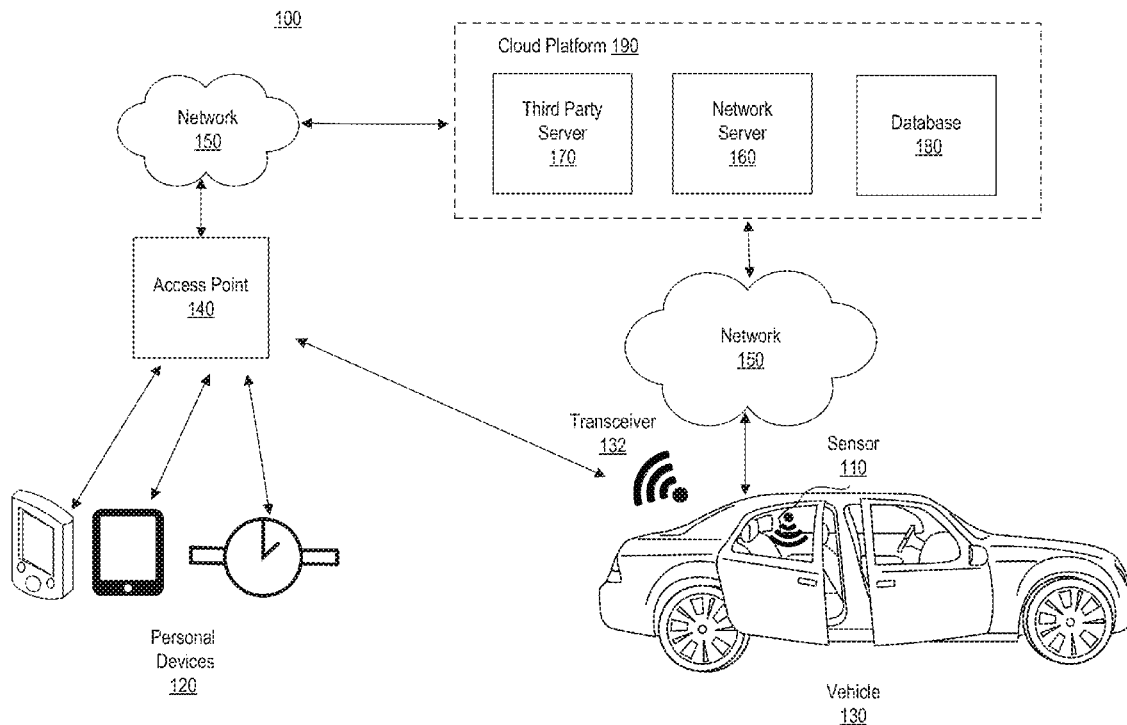 100
Cloud Platform 190
Third Party
Server
170
Network
Server
160
Database
180
Network
150
Access Point
140
Network
150
Transceiver
132
Sensor
110
Personal
Devices
120
Vehicle
130